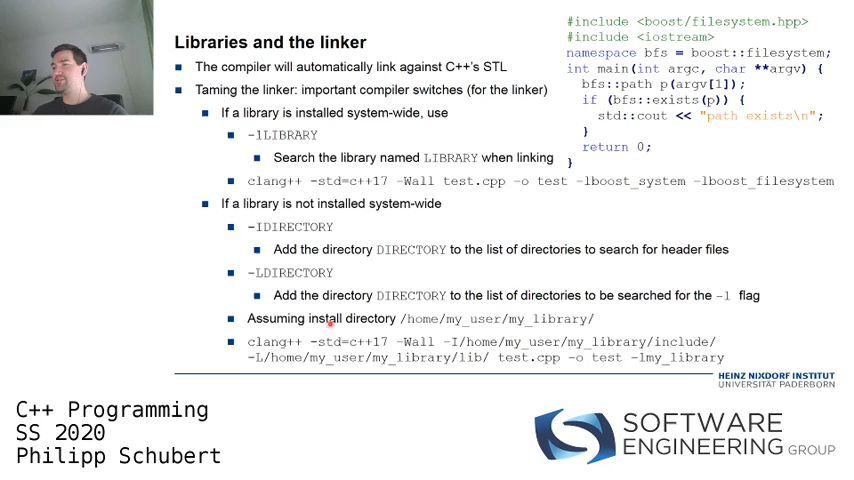 Libraries and the linker
The compiler will automatically link against C++'s STL
Taming the linker: important compiler switches (for the linker)
If a library is installed system-wide, use
-lLIBRARY
Search the library named LIBRARY when linking
clang++ -std=c++17 -Wall test.cpp -o test -lboost_system -lboost_filesystem
If a library is not installed system-wide
-IDIRECTORY
Add the directory DIRECTORY to the list of directories to search for header files
-LDIRECTORY
Add the directory DIRECTORY to the list of directories to be searched for the -l flag
Assuming install directory /home/my_user/my_library/
clang++ -std=c++17 -Wall -I/home/my_user/my_library/include/
-L/home/my_user/my_library/lib/ test.cpp -o test -lmy_library
#include <boost/filesystem.hpp>
#include <iostream>
namespace bfs = boost::filesystem;
int main(int argc, char **argv) {
bfs::path p(argv[1]);
if (bfs::exists(p)) {
std::cout << "path exists\n";
}
return 0;
}
HEINZ NIXDORF INSTITUT
UNIVERSITÄT PADERBORN
C++ Programming
SS 2020
Philipp Schubert
SOFTWARE
ENGINEERING GROUP